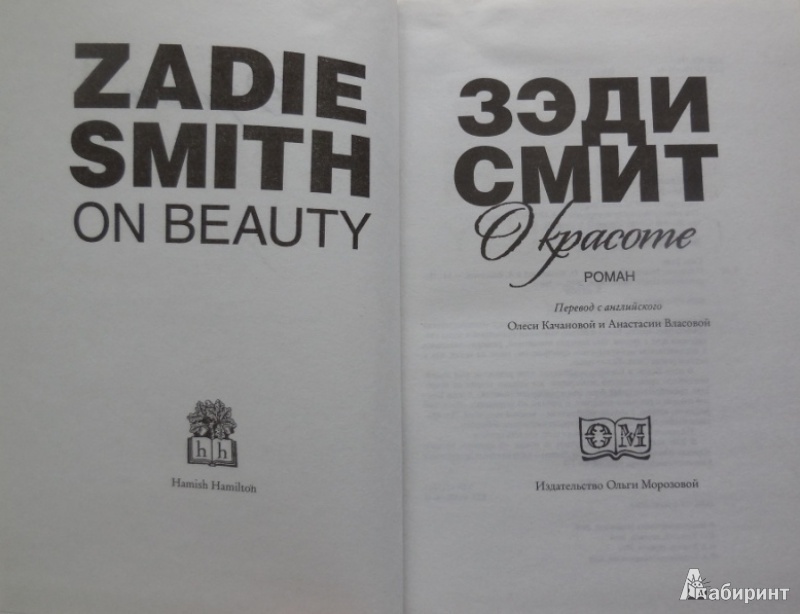 ZADIE
SMITH
ON BEAUTY
h h
Hamish Hamilton
ЗЭДИ
СМИТ
О красоте
РОМАН
Перевод с английского
Олеси Качановой и Анастасии Власовой
ОМ
Издательство Ольги Морозовой
Лабиринт